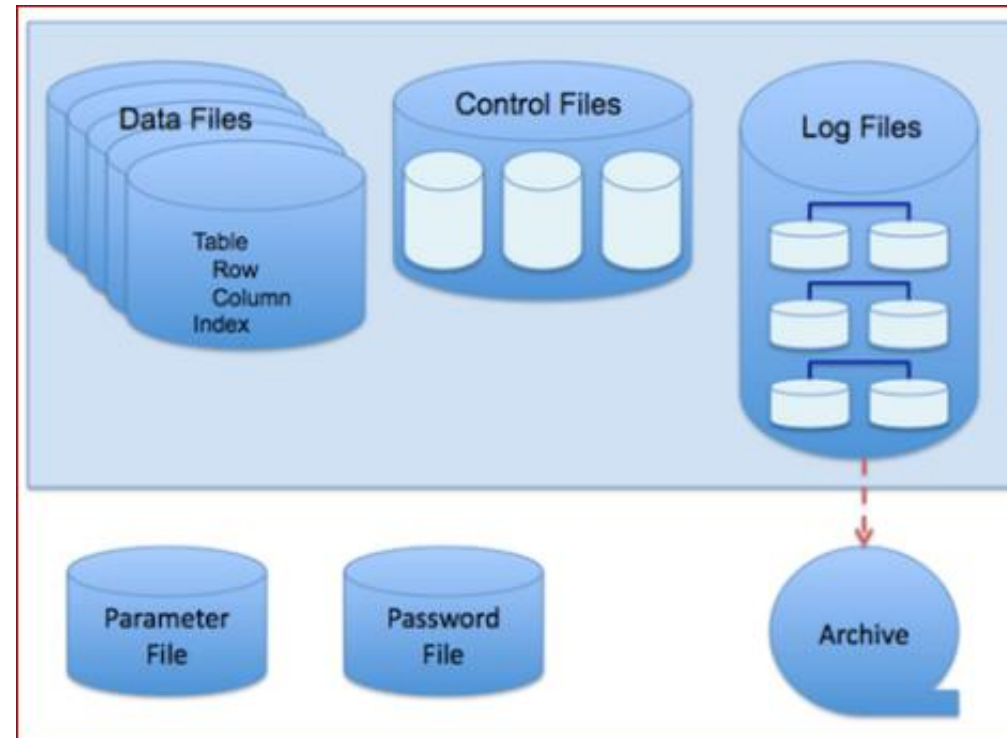 Data Files
Table
Row
Column
Index
Control Files
Log Files
Parameter
File
Password
File
Archive